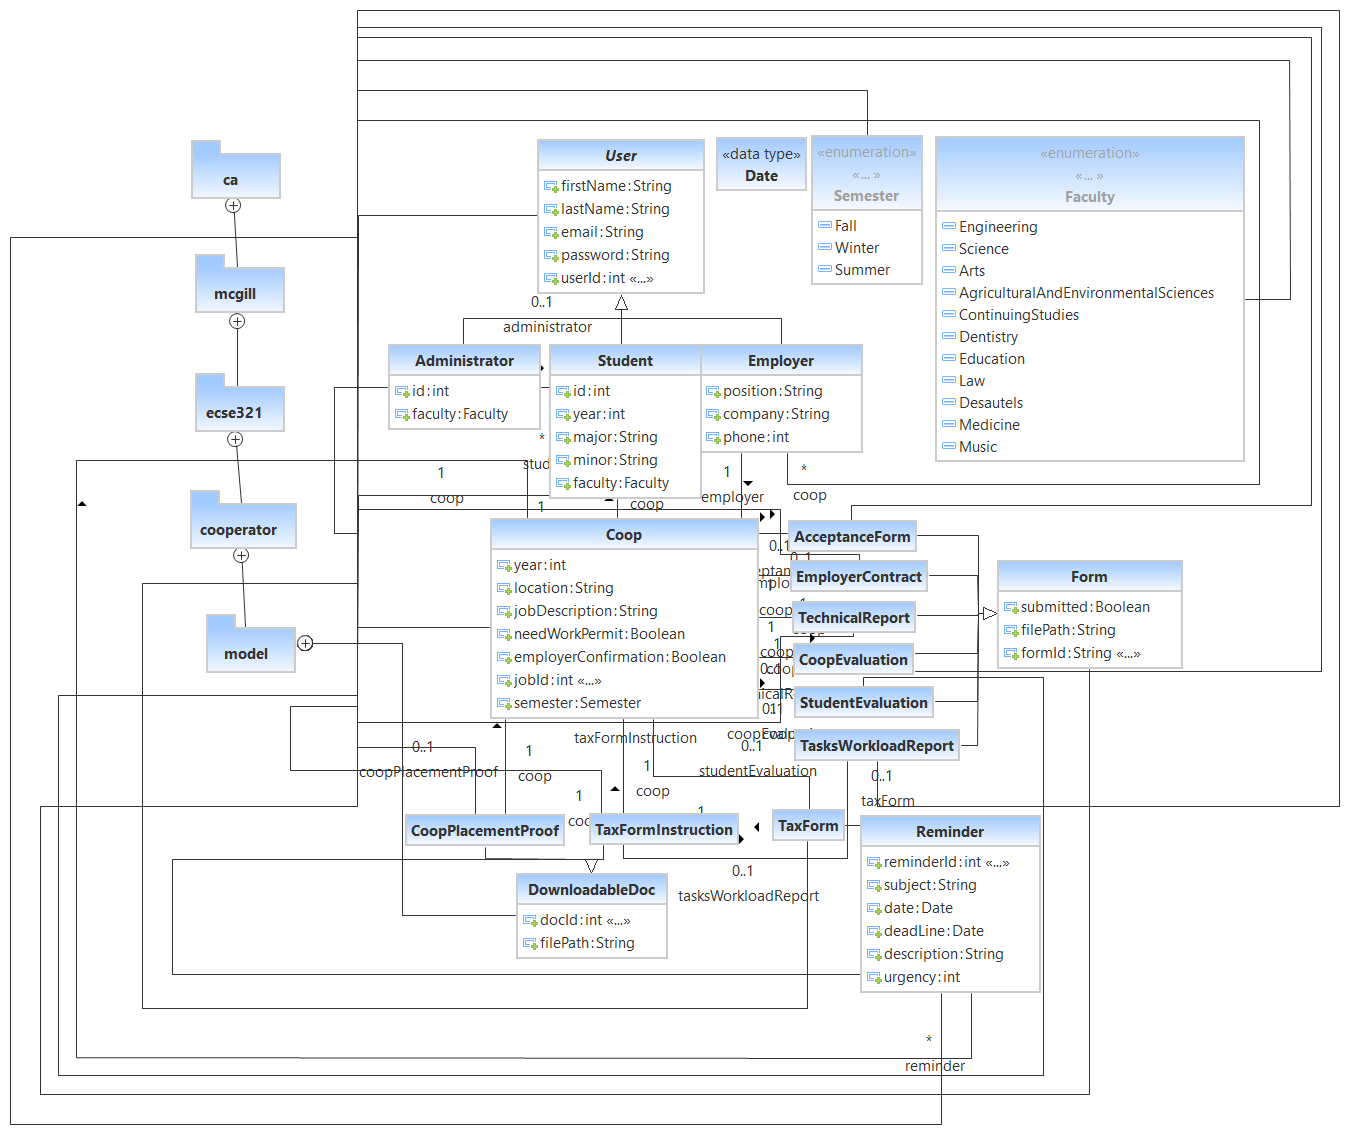 ca
mcgill
ecse321
cooperator
model
User
firstName:String
lastName:String
email:String
password:String
userId:int «...»
«data type»
Date
«enumeration»
«... »
Semester
Fall
Winter
Summer
«enumeration»
«... »
Faculty
Engineering
Science
Arts
AgriculturalAndEnvironmentalSciences
ContinuingStudies
Dentistry
Education
Law
Desautels
Medicine
Music
0..1
administrator
Administrator
id:int
faculty:Faculty
Student
id:int
year:int
major:String
minor:String
faculty:Faculty
Employer
position:String
company:String
phone:int
*
stud
1
coop
1
coop
1
employer
*
coop
Coop
year:int
location:String
jobDescription:String
needWorkPermit:Boolean
employerConfirmation:Boolean
jobId:int «...»
semester:Semester
AcceptanceForm
EmployerContract
TechnicalReport
CoopEvaluation
StudentEvaluation
TasksWorkloadReport
0..1
0..1
coop
1
coop
1
0..1
Form
submitted:Boolean
filePath:String
formId:String «...»
taxFormInstruction
0..1
studentEvaluation
0..1
coopPlacementProof
1
coop
1
coop
1
1
0..1
taxForm
CoopPlacementProof
TaxFormInstruction
TaxForm
0..1
tasksWorkloadReport
DownloadableDoc
docId:int «...»
filePath:String
Reminder
reminderId:int «...»
subject:String
date:Date
deadLine:Date
description:String
urgency:int
*
reminder